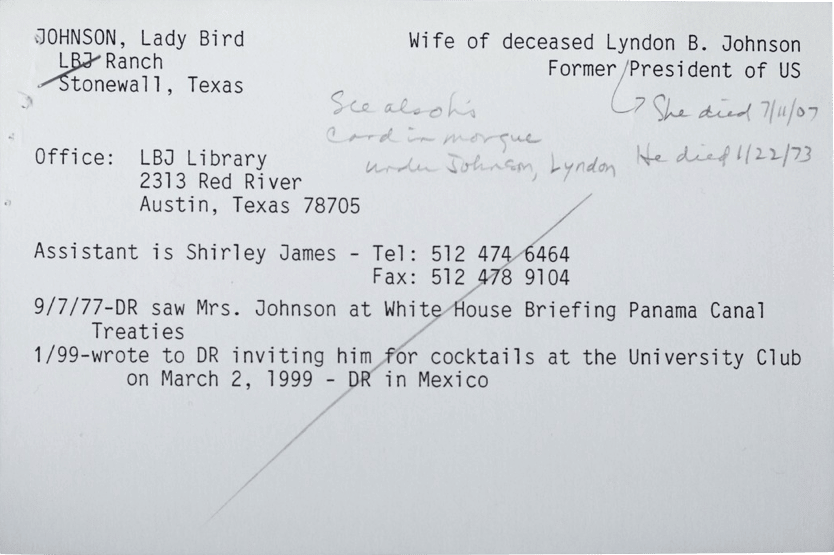 JOHNSON, Lady Bird
LBJ Ranch
Stonewall, Texas
Wife of deceased Lyndon B. Johnson
Former President of US
See also his
card in morgue
under Johnson, Lyndon
She died 7/11/07
He died 1/22/73
Office: LBJ Library
2313 Red River
Austin, Texas 78705
Assistant is Shirley James - Tel: 512 474 6464
Fax: 512 478 9104
9/7/77-DR saw Mrs. Johnson at White House Briefing Panama Canal
Treaties
1/99-wrote to DR inviting him for cocktails at the University Club
on March 2, 1999 - DR in Mexico